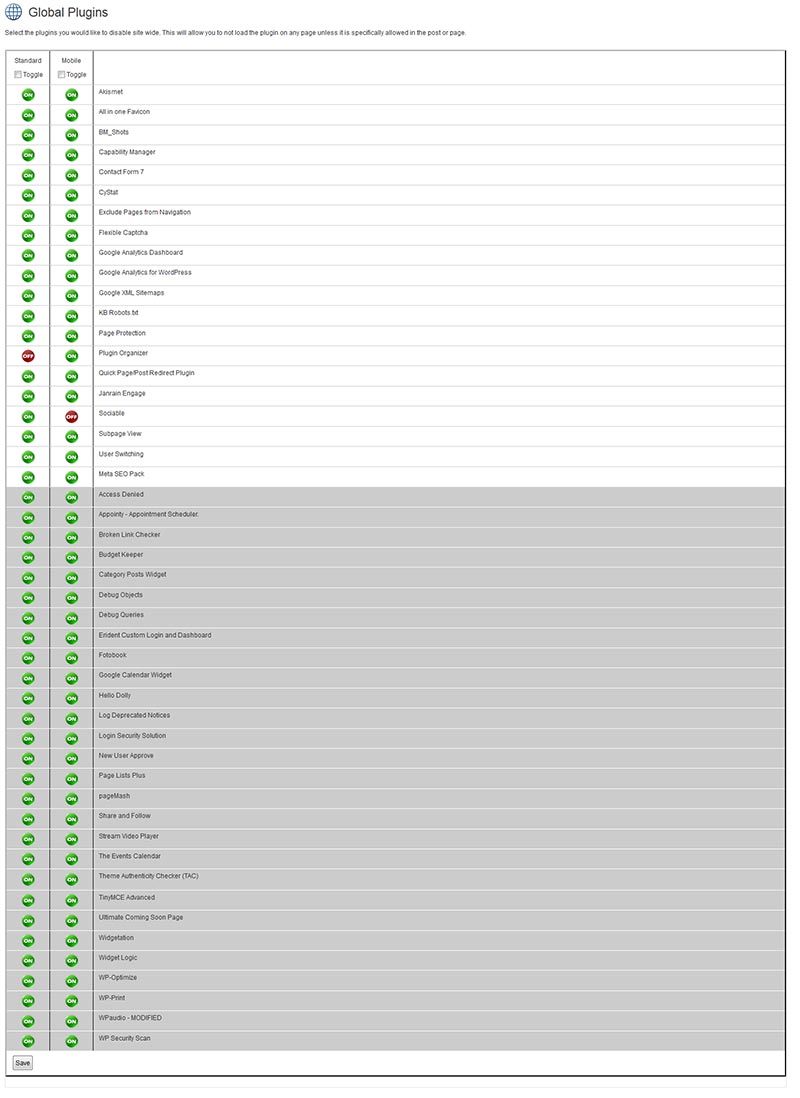 Global Plugins
Select the plugins you would like to disable site wide. This will allow you to not load the plugin on any page unless it is specifically allowed in the post or page.
Standard Mobile
Toggle Toggle
ON ON Akismet
ON ON All in one Favicon
ON ON BM_Shots
ON ON Capability Manager
ON ON Contact Form 7
ON ON CyStat
ON ON Exclude Pages from Navigation
ON ON Flexible Captcha
ON ON Google Analytics Dashboard
ON ON Google Analytics for WordPress
ON ON Google XML Sitemaps
ON ON KB Robots.txt
ON ON Page Protection
OFF ON Plugin Organizer
ON ON Quick Page/Post Redirect Plugin
ON ON Janrain Engage
ON OFF Sociable
ON ON Subpage View
ON ON User Switching
ON ON Meta SEO Pack
ON ON Access Denied
ON ON Appointy - Appointment Scheduler.
ON ON Broken Link Checker
ON ON Budget Keeper
ON ON Category Posts Widget
ON ON Debug Objects
ON ON Debug Queries
ON ON Erident Custom Login and Dashboard
ON ON Fotobook
ON ON Google Calendar Widget
ON ON Hello Dolly
ON ON Log Deprecated Notices
ON ON Login Security Solution
ON ON New User Approve
ON ON Page Lists Plus
ON ON pageMash
ON ON Share and Follow
ON ON Stream Video Player
ON ON The Events Calendar
ON ON Theme Authenticity Checker (TAC)
ON ON TinyMCE Advanced
ON ON Ultimate Coming Soon Page
ON ON Widgetation
ON ON Widget Logic
ON ON WP-Optimize
ON ON WP-Print
ON ON WPaudio - MODIFIED
ON ON WP Security Scan
Save